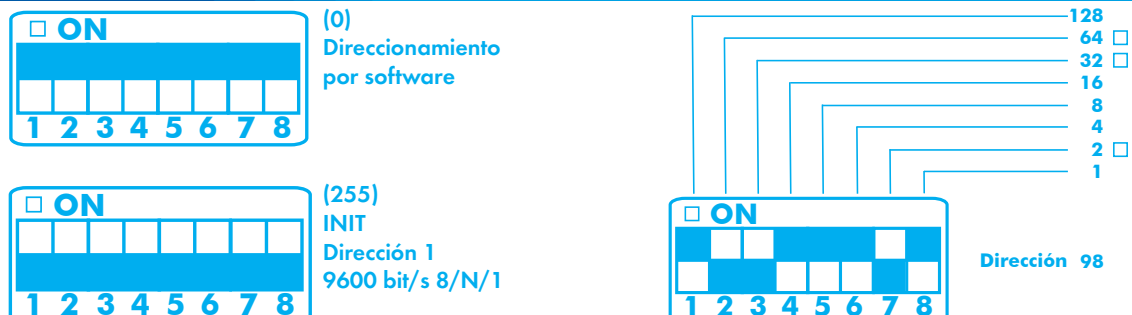 ON
1 2 3 4 5 6 7 8
(0)
Direccionamiento
por software
ON
1 2 3 4 5 6 7 8
(255)
INIT
Dirección 1
9600 bit/s 8/N/1
128
64
32
16
8
4
2
1
ON
1 2 3 4 5 6 7 8
Dirección 98